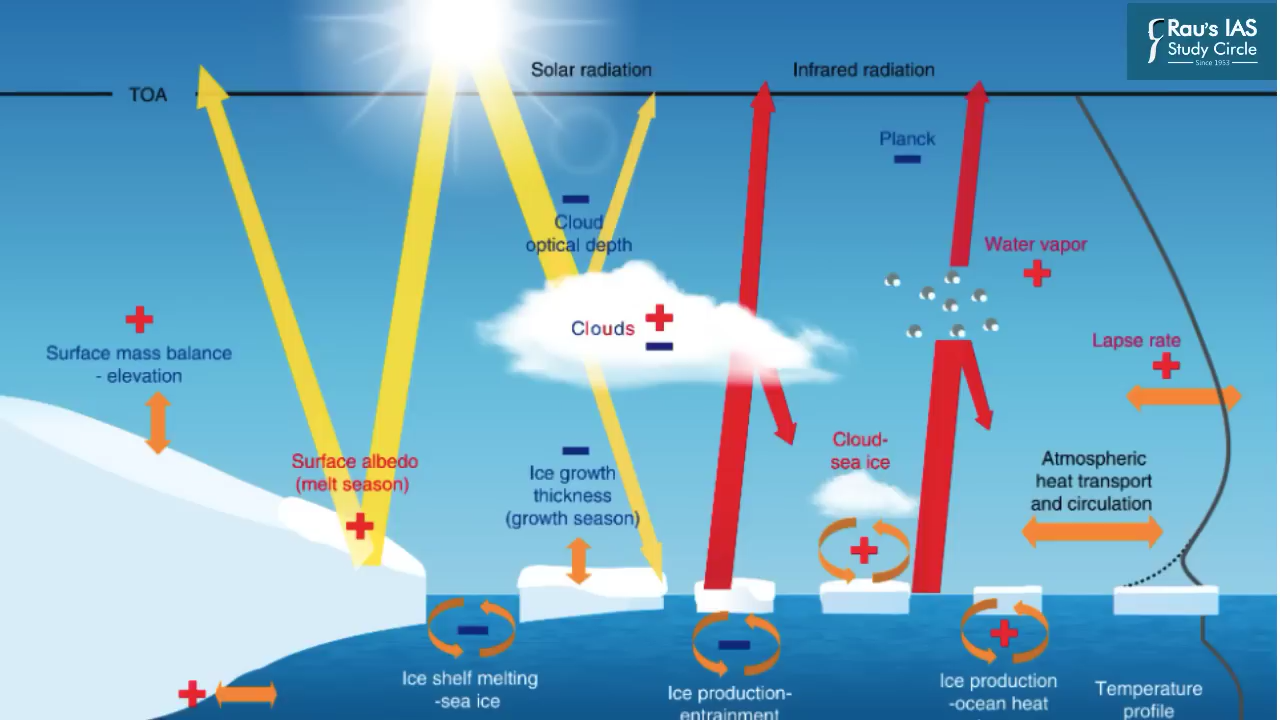 Rau's IAS
Study Circle
Since 1953
Solar radiation
Infrared radiation
TOA
Planck
Cloud
optical depth
Water vapor
Clouds
Lapse rate
Surface mass balance
- elevation
Surface albedo
(melt season)
Cloud-
sea ice
Ice growth
thickness
(growth season)
Atmospheric
heat transport
and circulation
Ice shelf melting
-sea ice
Ice production-
entrainment
Ice production
-ocean heat
Temperature
profile